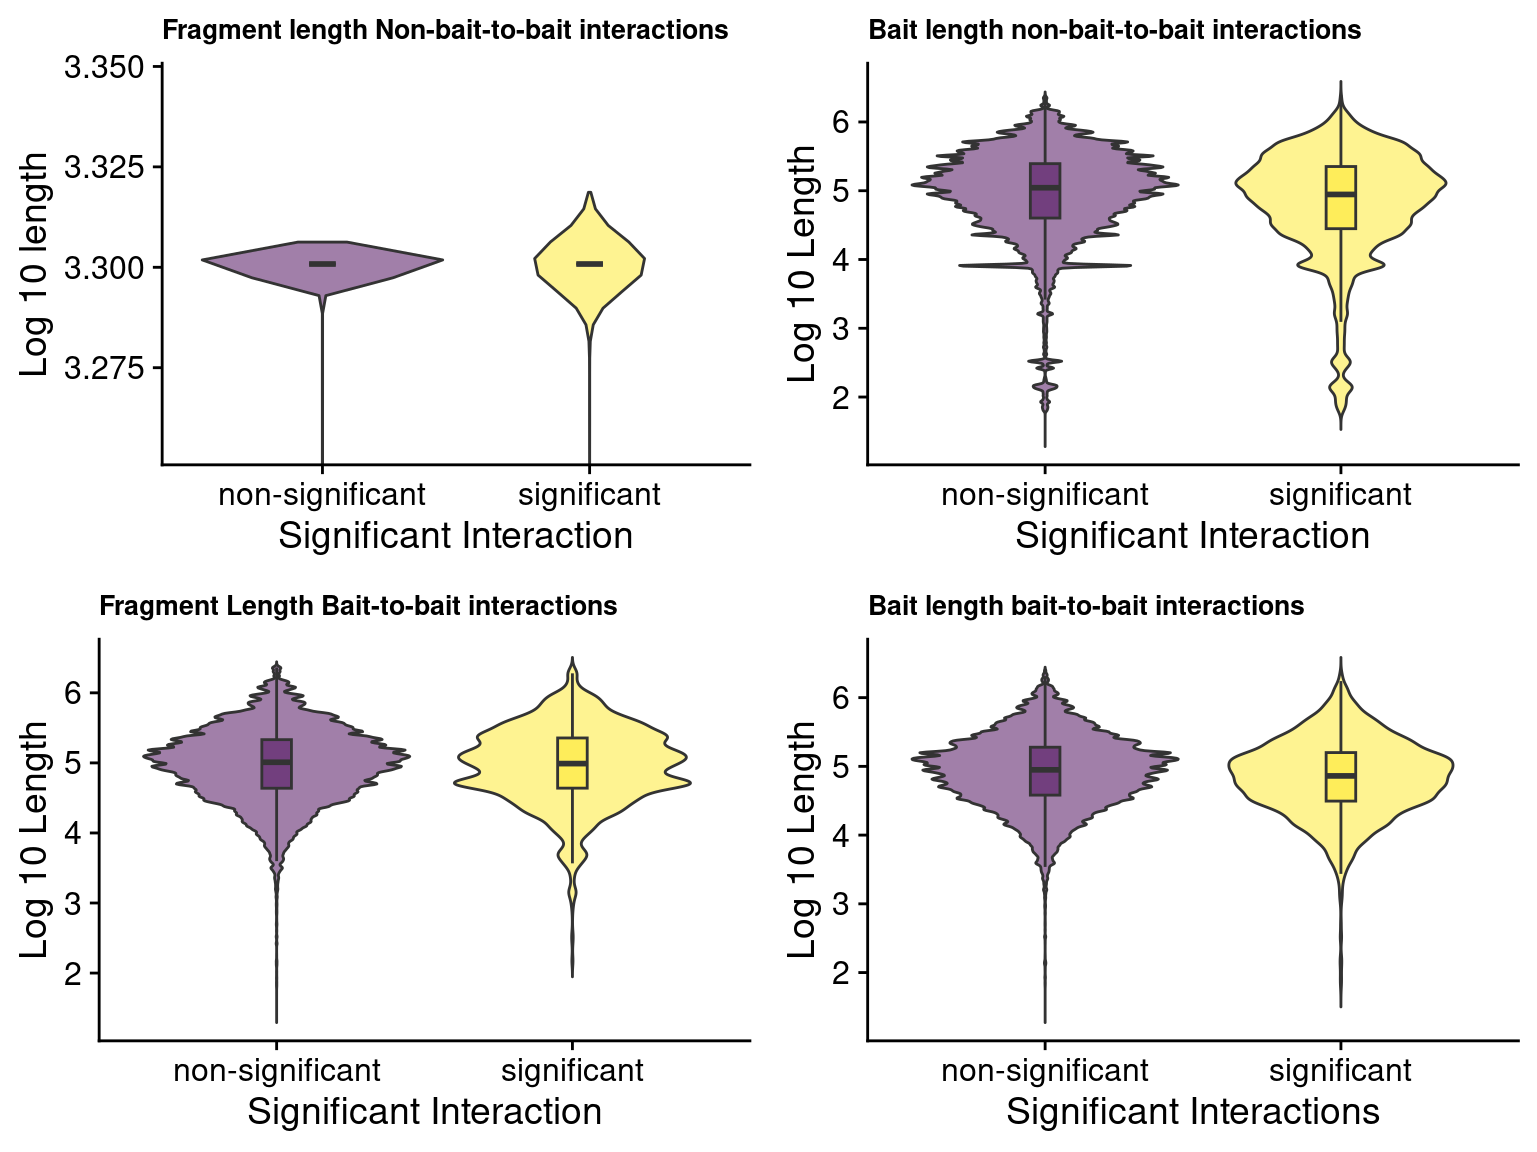 Fragment length Non-bait-to-bait interactions
Log 10 length
3.350
3.325
3.300
3.275
non-significant significant
Significant Interaction
Bait length non-bait-to-bait interactions
Log 10 Length
6
5
4
3
2
non-significant significant
Significant Interaction
Fragment Length Bait-to-bait interactions
Log 10 Length
6
5
4
3
2
non-significant significant
Significant Interaction
Bait length bait-to-bait interactions
Log 10 Length
6
5
4
3
2
non-significant significant
Significant Interactions